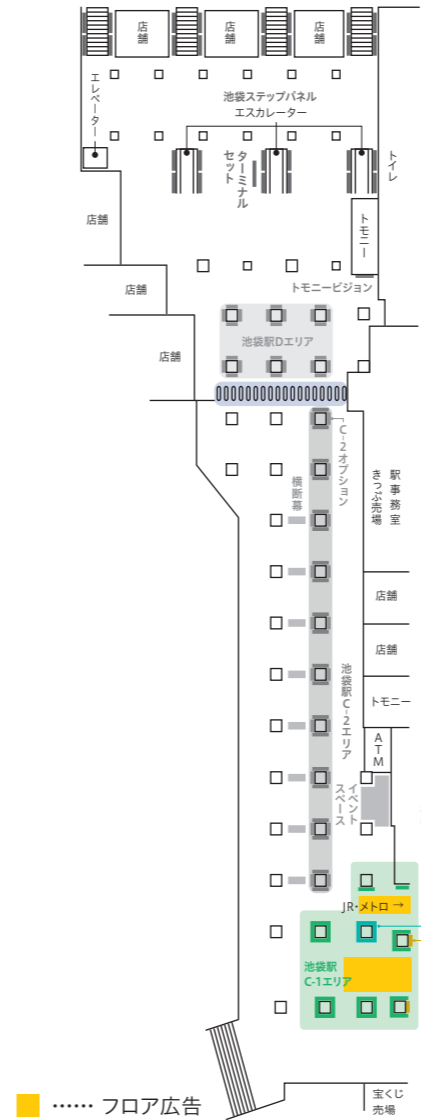 店舗
店舗
店舗
エレベーター
池袋ステップパネル
エスカレーター
ターミナル
セット
トイレ
店舗
トモニー
店舗
トモニービジョン
店舗
池袋駅Dエリア
C-2オプション
横断幕
駅事務室
きっぷ売場
店舗
店舗
池袋駅C-2エリア
トモニー
ATM
イベント
スペース
JR・メトロ →
池袋駅
C-1エリア
宝くじ
売場
…… フロア広告